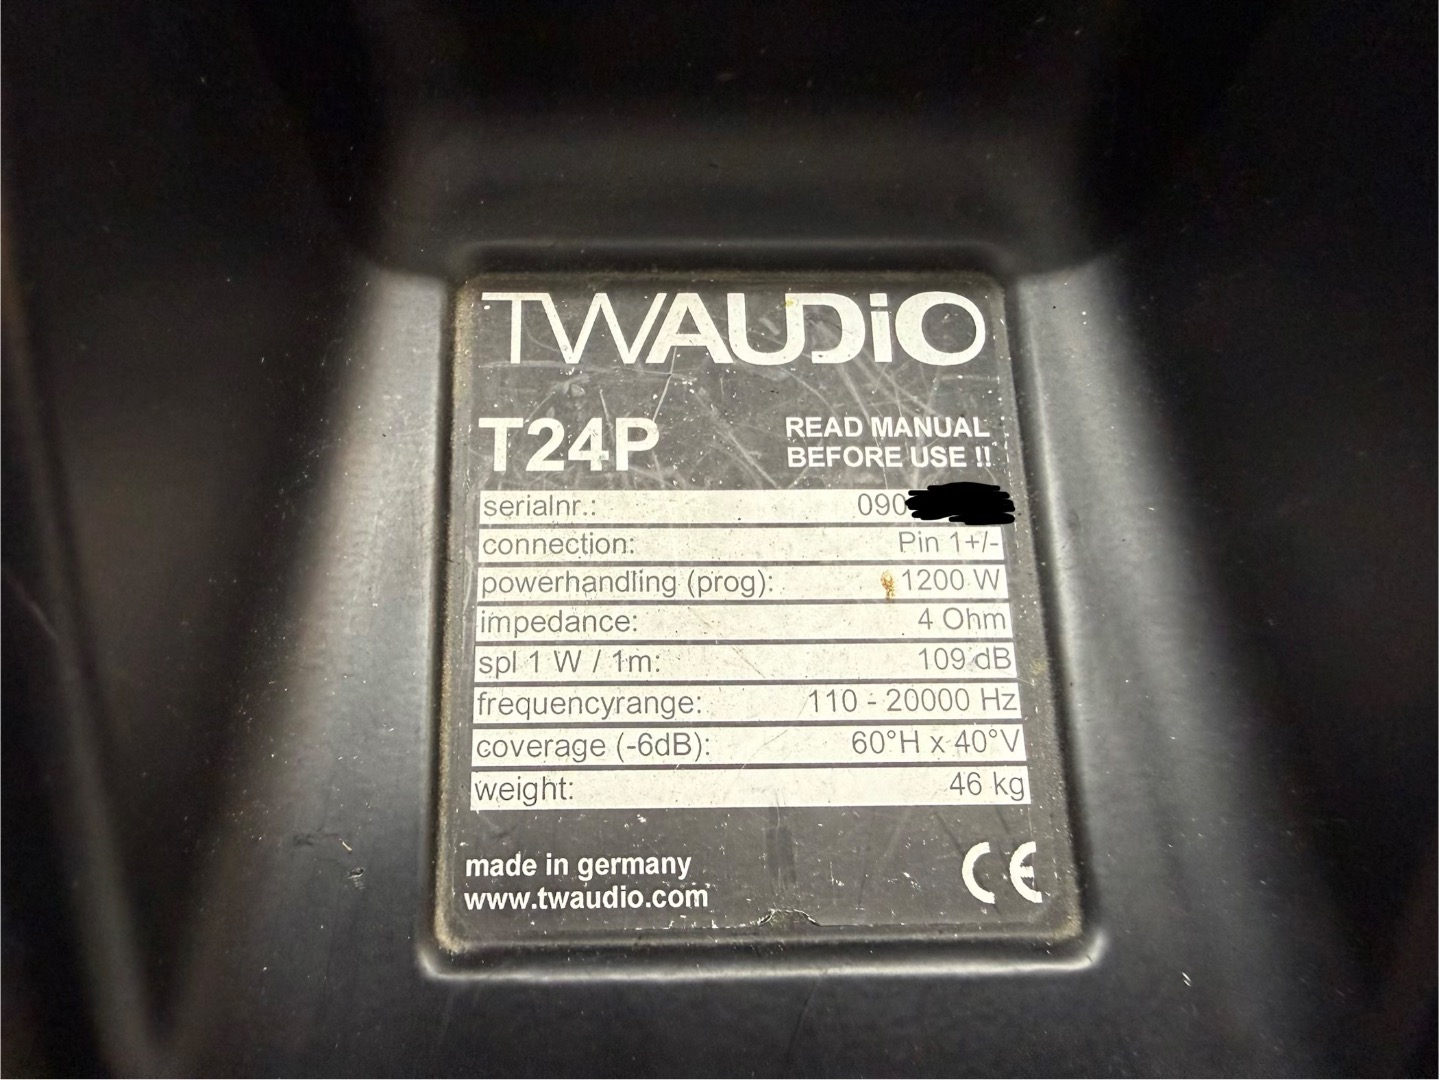 TWAUDiO
T24P
READ MANUAL
BEFORE USE !!
serialnr.: 090
connection: Pin 1+/-
powerhandling (prog): 1200 W
impedance: 4 Ohm
spl 1 W / 1m: 109 dB
frequencyrange: 110 - 20000 Hz
coverage (-6dB): 60°H x 40°V
weight: 46 kg
made in germany
www.twaudio.com
CE